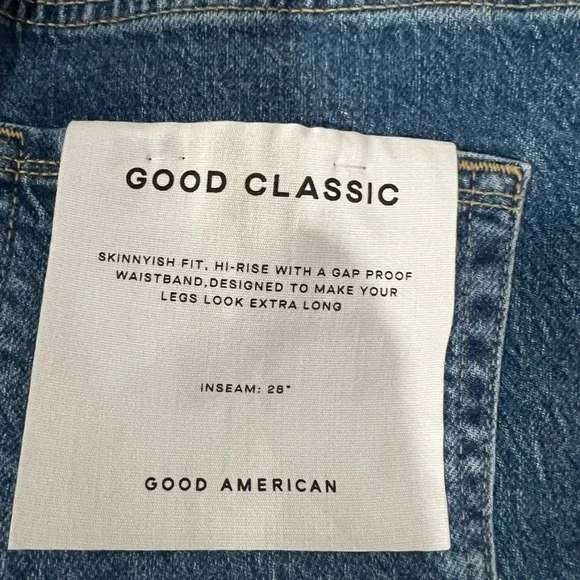 GOOD CLASSIC
SKINNYISH FIT, HI-RISE WITH A GAP PROOF
WAISTBAND,DESIGNED TO MAKE YOUR
LEGS LOOK EXTRA LONG
INSEAM: 28"
GOOD AMERICAN